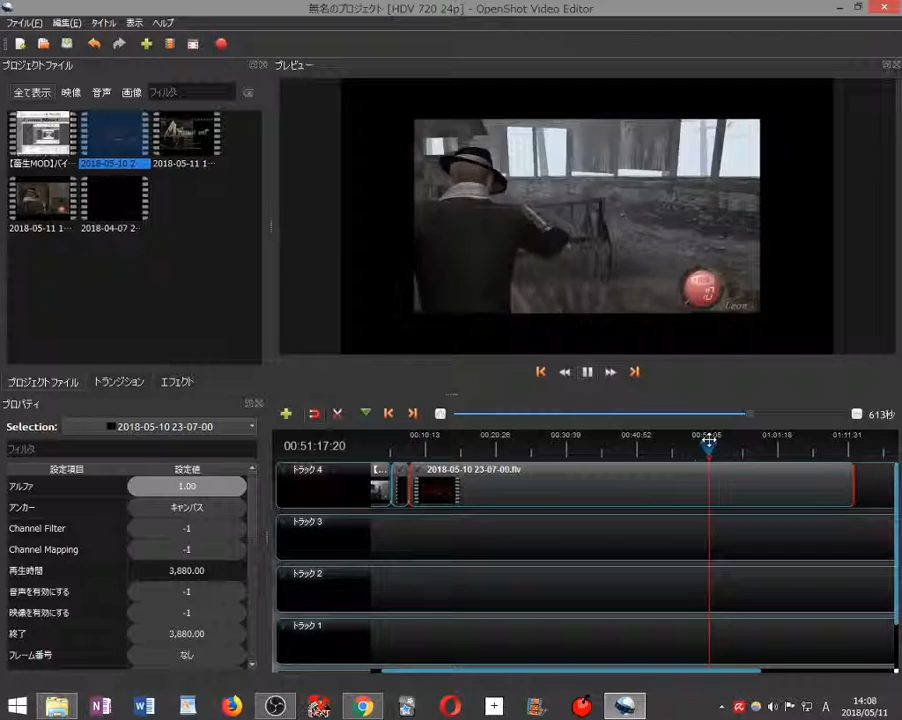 無名のプロジェクト [HDV 720 24p] - OpenShot Video Editor
ファイル(F) 編集(E) タイトル 表示 ヘルプ
プロジェクトファイル
プレビュー
全て表示 映像 音声 画像 フィルタ
【畜生MOD】バイ… 2018-05-10 2… 2018-05-11 1…
2018-05-11 1… 2018-04-07 2…
Leon
プロジェクトファイル トランジション エフェクト
プロパティ
Selection: 2018-05-10 23-07-00
フィルタ
設定項目 設定値
アルファ 1.00
アンカー キャンバス
Channel Filter -1
Channel Mapping -1
再生時間 3,880.00
音声を有効にする -1
映像を有効にする -1
終了 3,880.00
フレーム番号 なし
613秒
00:51:17:20
00:10:13 00:20:26 00:30:39 00:40:52 01:01:18 01:11:31
トラック 4
2018-05-10 23-07-00.flv
トラック 3
トラック 2
トラック 1
A
14:08
2018/05/11